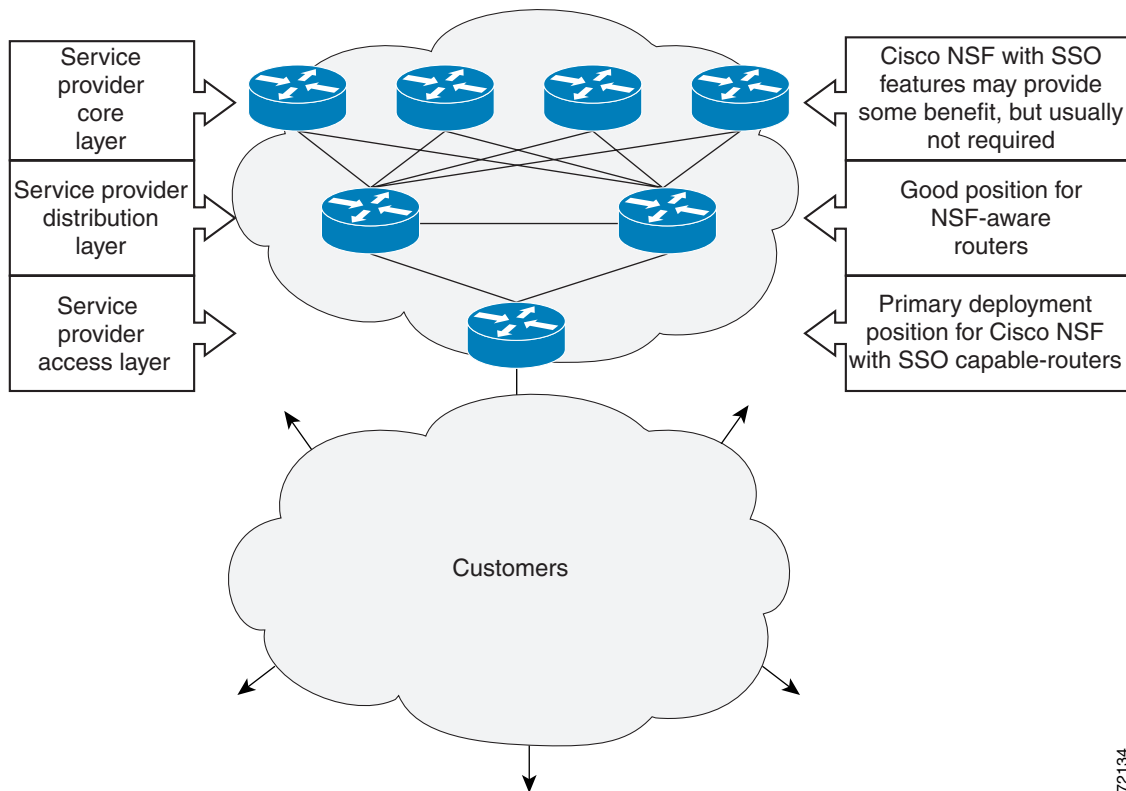 Service
provider
core
layer
Cisco NSF with SSO
features may provide
some benefit, but usually
not required
Service provider
distribution
layer
Good position for
NSF-aware
routers
Service
provider
access layer
Primary deployment
position for Cisco NSF
with SSO capable-routers
Customers
72134